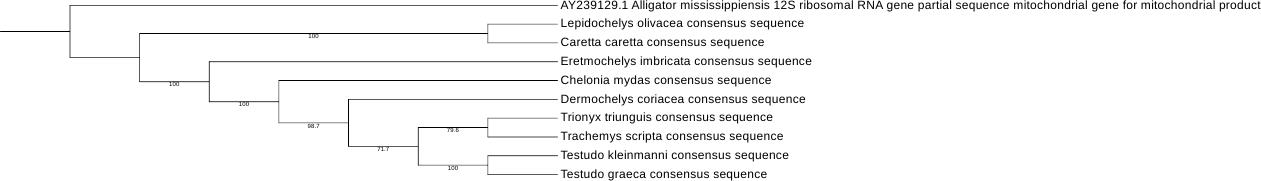 AY239129.1 Alligator mississippiensis 12S ribosomal RNA gene partial sequence mitochondrial gene for mitochondrial product
Lepidochelys olivacea consensus sequence
100
Caretta caretta consensus sequence
Eretmochelys imbricata consensus sequence
100
Chelonia mydas consensus sequence
100
Dermochelys coriacea consensus sequence
Trionyx triunguis consensus sequence
98.7
79.6
Trachemys scripta consensus sequence
71.7
Testudo kleinmanni consensus sequence
100
Testudo graeca consensus sequence